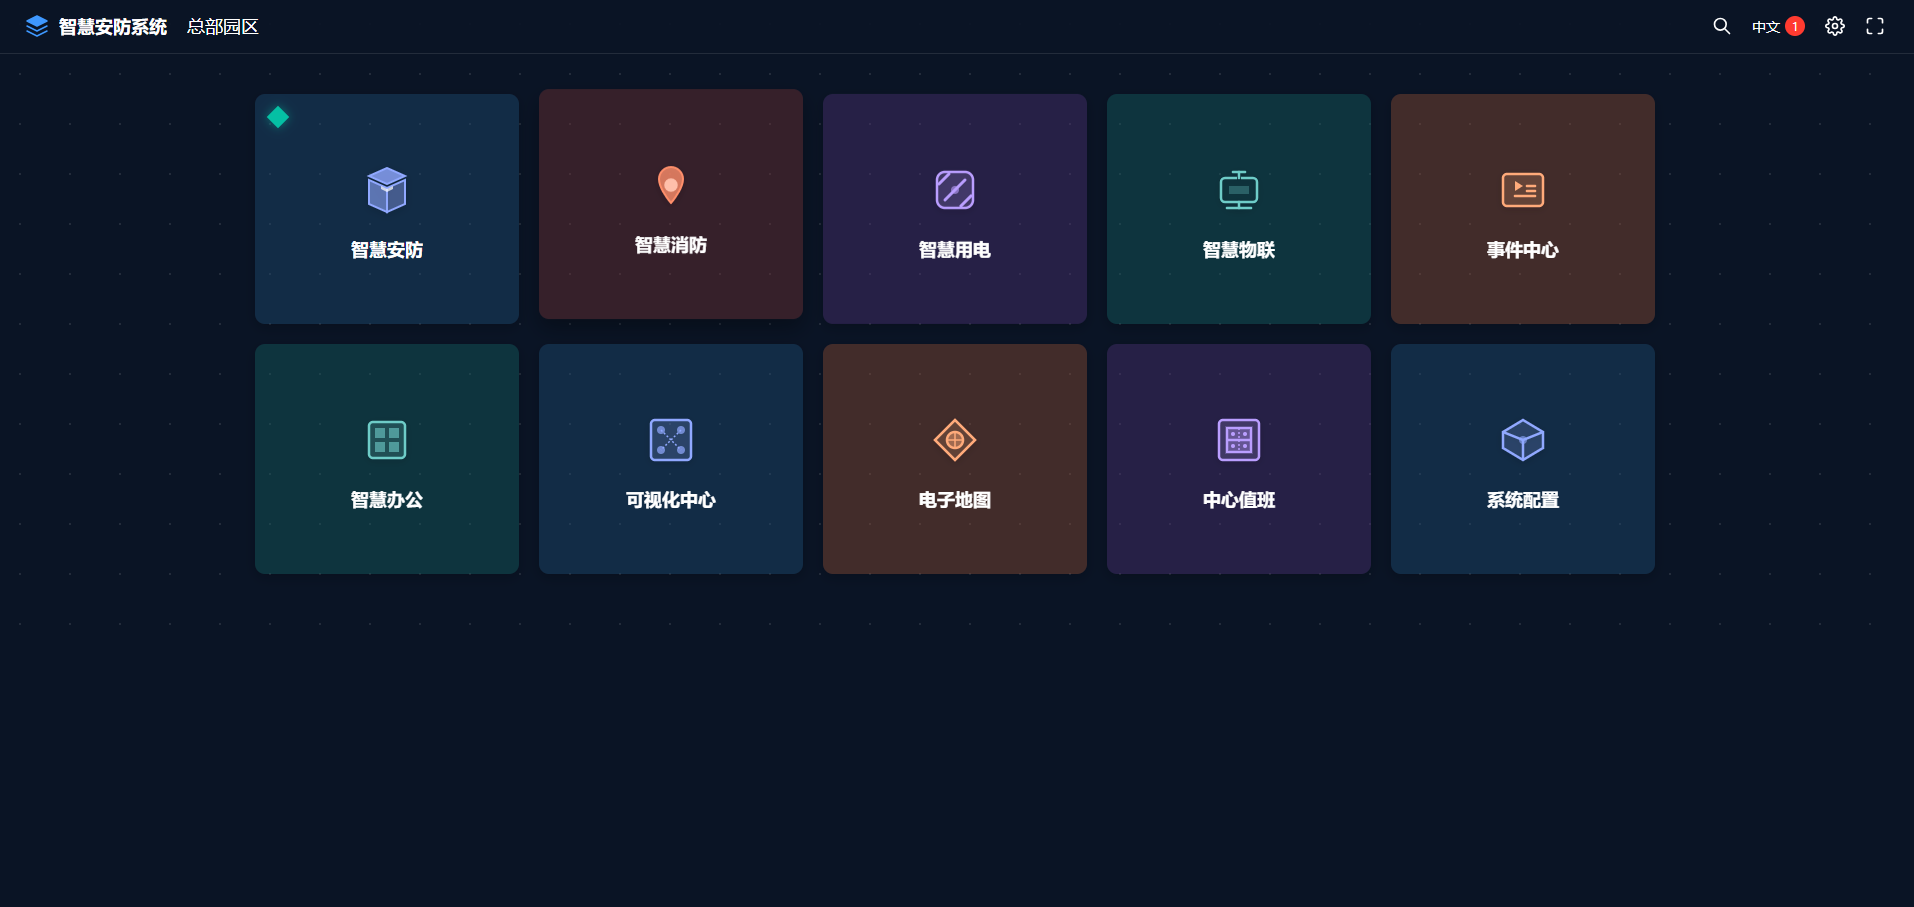 智慧安防系统 总部园区 中文 1
智慧安防 智慧消防 智慧用电 智慧物联 事件中心
智慧办公 可视化中心 电子地图 中心值班 系统配置